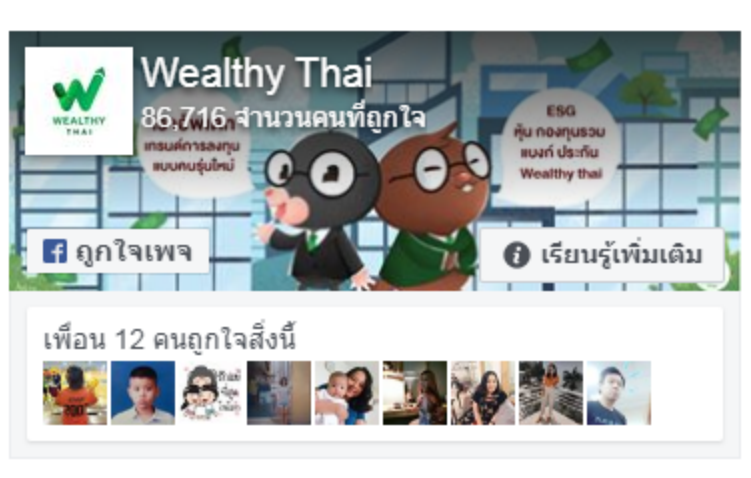 WEALTHY
THAI
Wealthy Thai
86,716 จำนวนคนที่ถูกใจ
เทรนด์การลงทุน
แบบคนรุ่นใหม่
ESG
หุ้น กองทุนรวม
แบงก์ ประกัน
Wealthy thai
ถูกใจเพจ
เรียนรู้เพิ่มเติม
เพื่อน 12 คนถูกใจสิ่งนี้